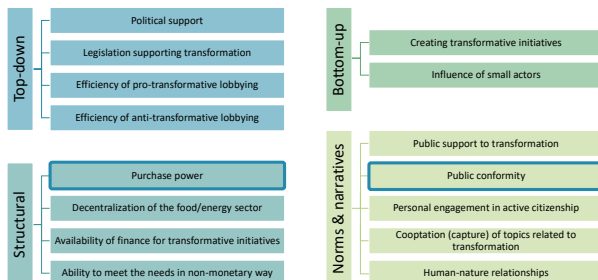 Top-down
Political support
Legislation supporting transformation
Efficiency of pro-transformative lobbying
Efficiency of anti-transformative lobbying
Bottom-up
Creating transformative initiatives
Influence of small actors
Structural
Purchase power
Decentralization of the food/energy sector
Availability of finance for transformative initiatives
Ability to meet the needs in non-monetary way
Norms & narratives
Public support to transformation
Public conformity
Personal engagement in active citizenship
Cooptation (capture) of topics related to
transformation
Human-nature relationships